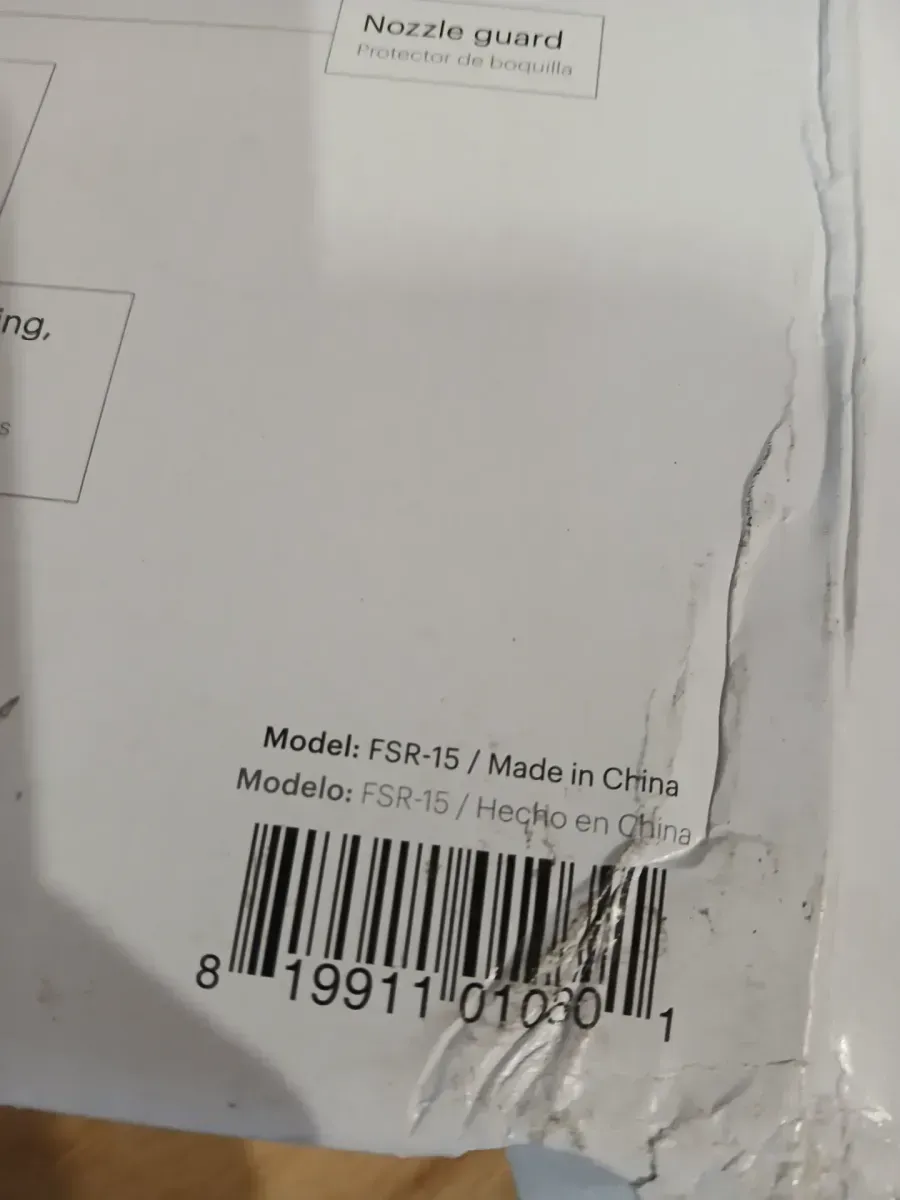 Nozzle guard
Protector de boquilla
ing,
s
Model: FSR-15 / Made in China
Modelo: FSR-15 / Hecho en China
8 19911 01030 1